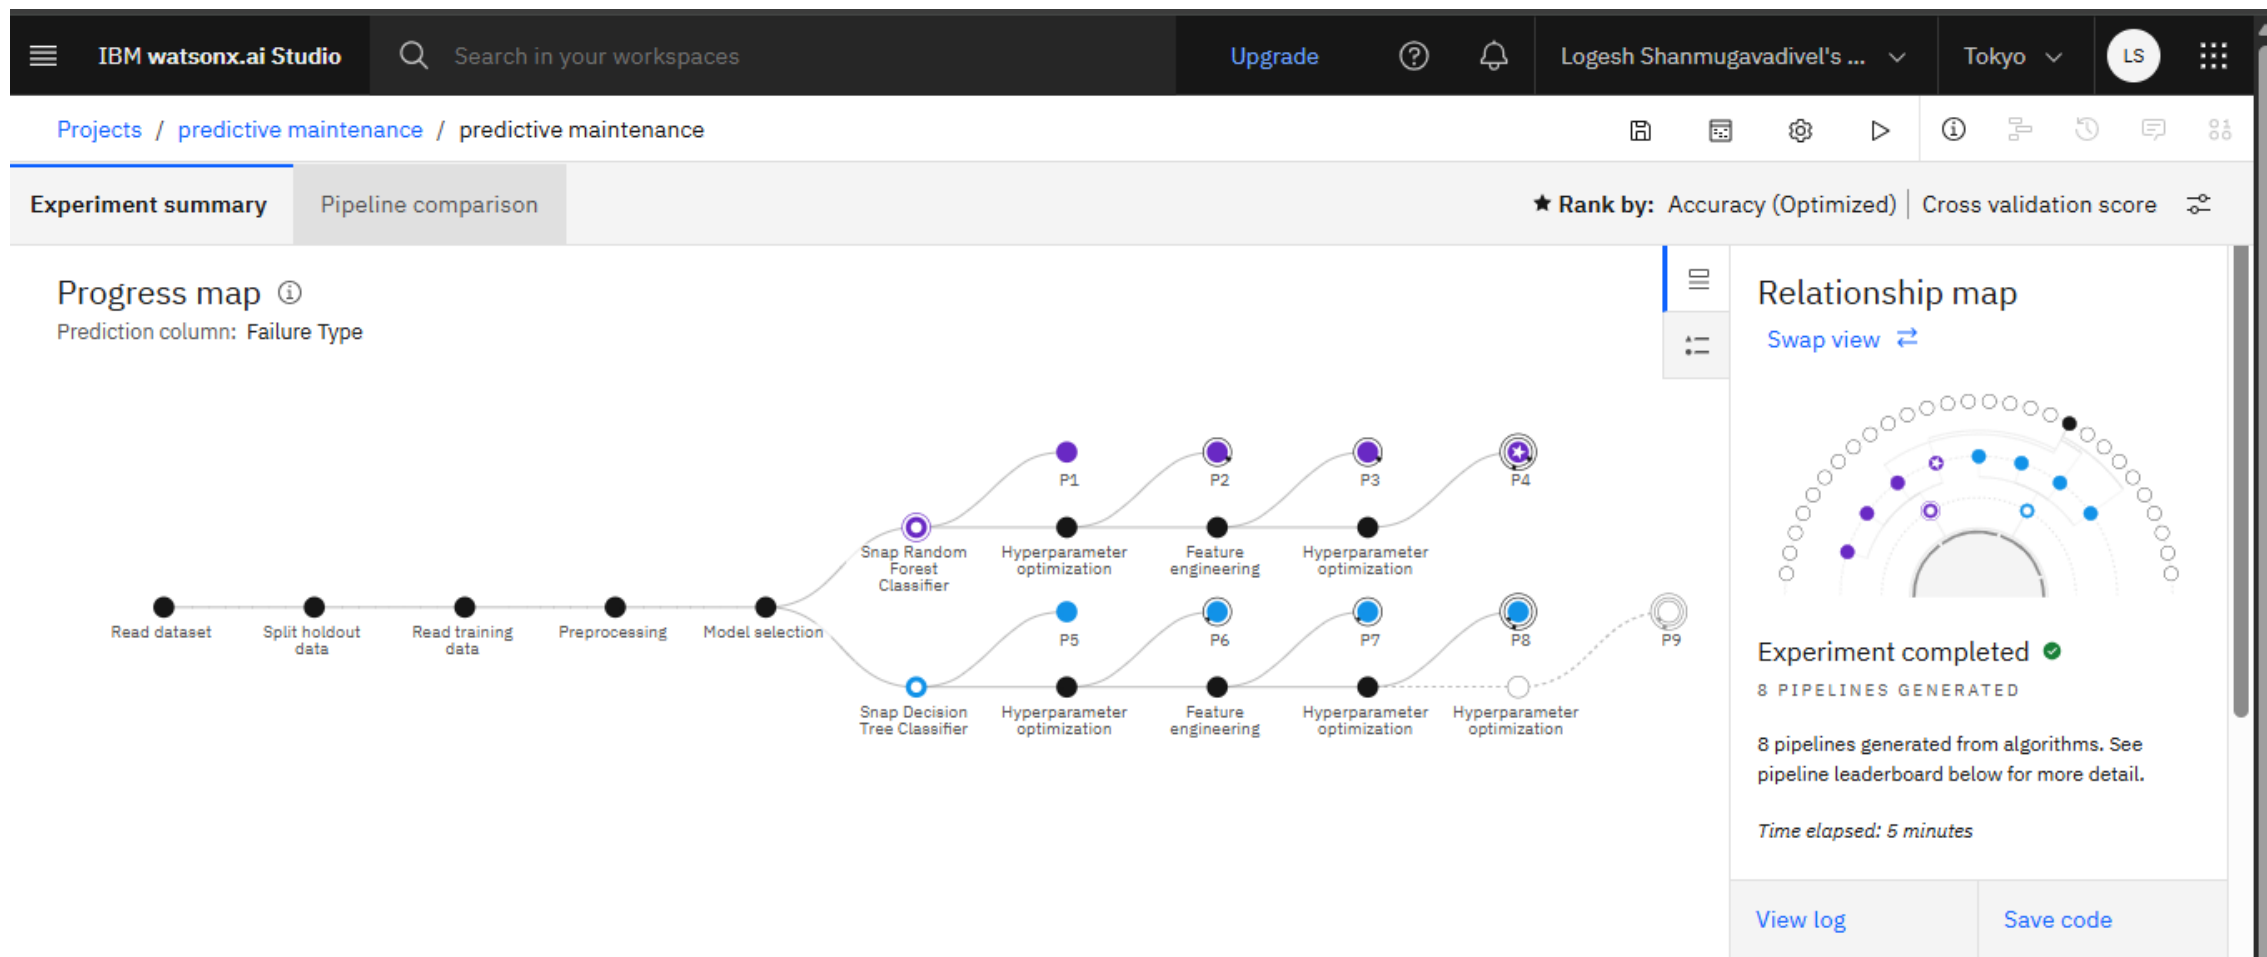 IBM watsonx.ai Studio
Search in your workspaces
Upgrade
Logesh Shanmugavadivel's ...
Tokyo
LS
Projects / predictive maintenance / predictive maintenance
Experiment summary
Pipeline comparison
★ Rank by: Accuracy (Optimized) | Cross validation score
Progress map
Prediction column: Failure Type
P1
P2
P3
P4
Snap Random
Forest
Classifier
Hyperparameter
optimization
Feature
engineering
Hyperparameter
optimization
Read dataset
Split holdout
data
Read training
data
Preprocessing
Model selection
P5
P6
P7
P8
P9
Snap Decision
Tree Classifier
Hyperparameter
optimization
Feature
engineering
Hyperparameter
optimization
Hyperparameter
optimization
Relationship map
Swap view
Experiment completed
8 PIPELINES GENERATED
8 pipelines generated from algorithms. See
pipeline leaderboard below for more detail.
Time elapsed: 5 minutes
View log
Save code